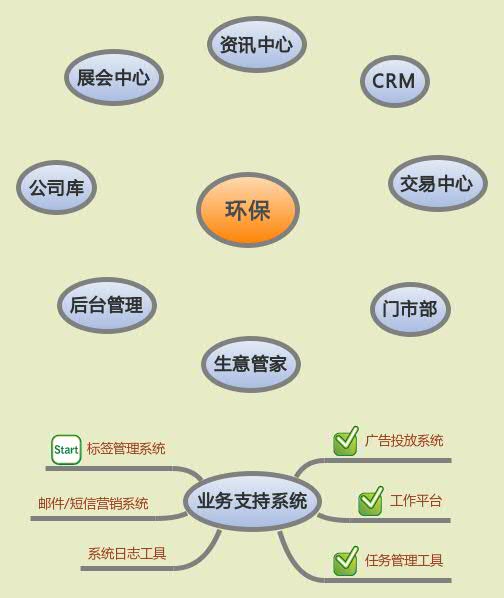 资讯中心
展会中心
CRM
公司库
环保
交易中心
后台管理
门市部
生意管家
Start
标签管理系统
广告投放系统
邮件/短信营销系统
业务支持系统
工作平台
系统日志工具
任务管理工具